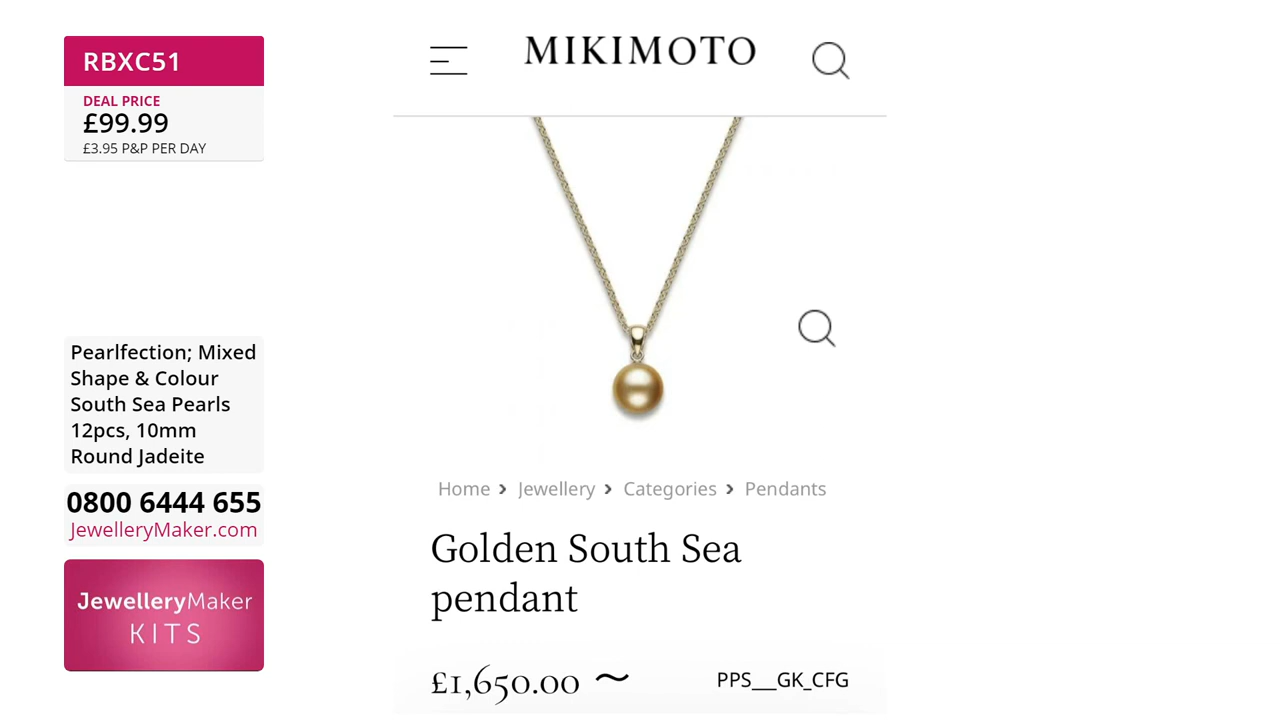 RBXC51
DEAL PRICE
£99.99
£3.95 P&P PER DAY
Pearlfection; Mixed
Shape & Colour
South Sea Pearls
12pcs, 10mm
Round Jadeite
0800 6444 655
JewelleryMaker.com
JewelleryMaker
KITS
MIKIMOTO
Home › Jewellery › Categories › Pendants
Golden South Sea
pendant
£1,650.00 ~ PPS__GK_CFG